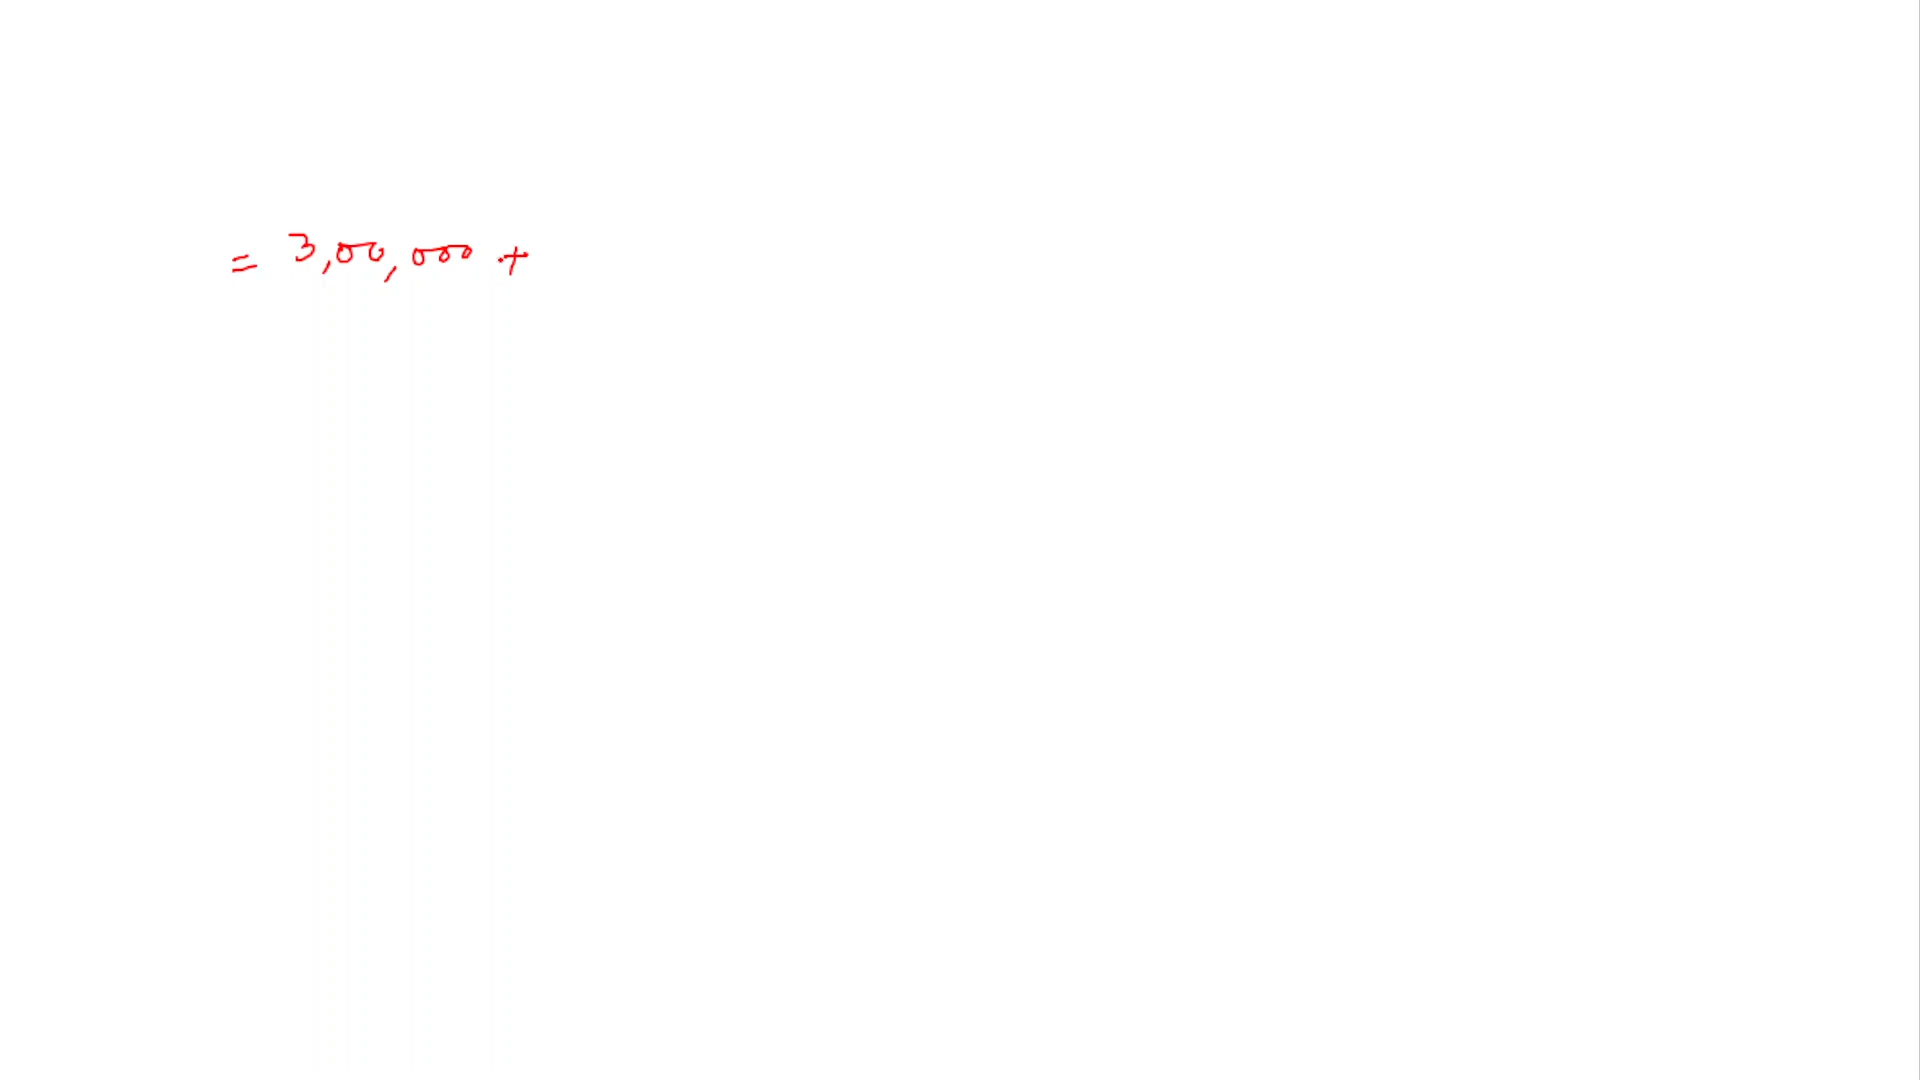 = 3,00,000 +